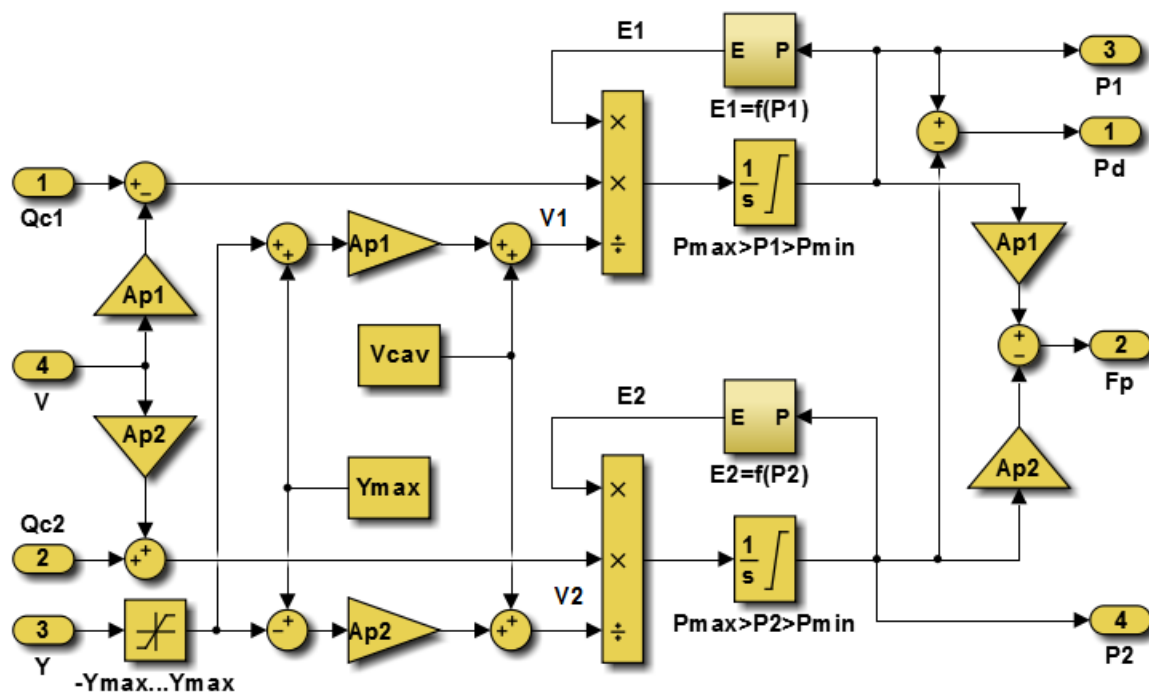 E1
E P
3
P1
E1=f(P1)
×
+
−
1
Pd
1
Qc1
+
−
×
1
s
V1
+
+
Ap1
+
+
÷
Pmax>P1>Pmin
Ap1
Ap1
Vcav
+
−
2
Fp
4
V
E2
E P
Ap2
E2=f(P2)
Ap2
Ymax
×
Qc2
2
+
+
×
1
s
V2
3
Y
−
+
Ap2
+
+
÷
Pmax>P2>Pmin
4
P2
-Ymax...Ymax